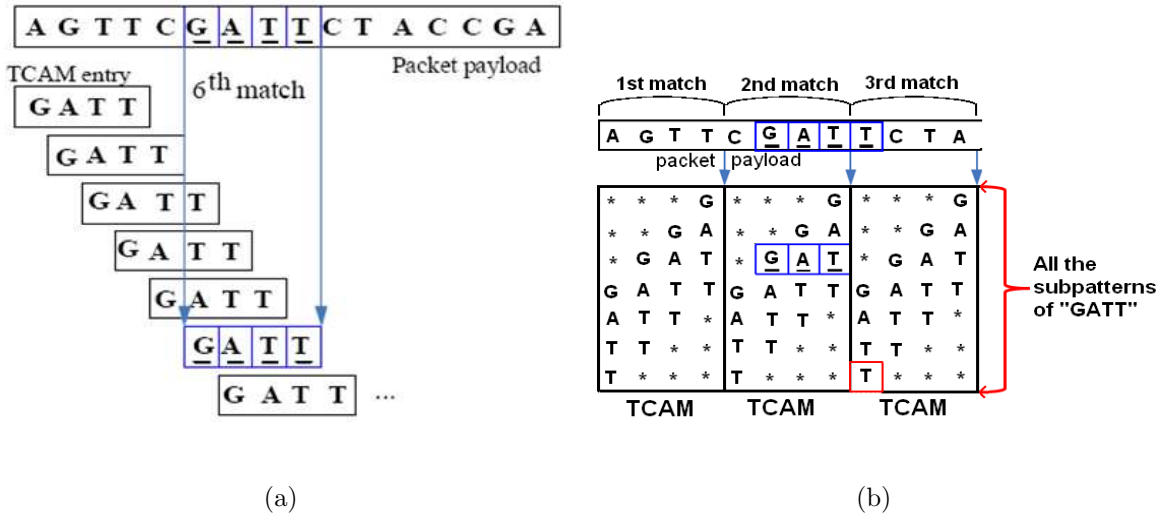 A G T T C G A T T C T A C C G A
TCAM entry
6th match
Packet payload
G A T T
G A T T
G A T T
G A T T
G A T T
G A T T
G A T T ...
(a)
1st match 2nd match 3rd match
A G T T C G A T T C T A
packet payload
* * * G * * * G * * * G
* * G A * * G A * * G A
* G A T * G A T * G A T
G A T T G A T T G A T T
A T T * A T T * A T T *
T T * * T T * * T T * *
T * * * T * * * T * * *
TCAM TCAM TCAM
All the
subpatterns
of "GATT"
(b)